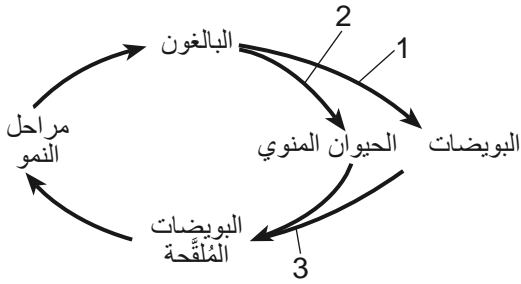 2
1
البالغون
البويضات
الحيوان المنوي
مراحل
النمو
البويضات
المُلقَّحة
3